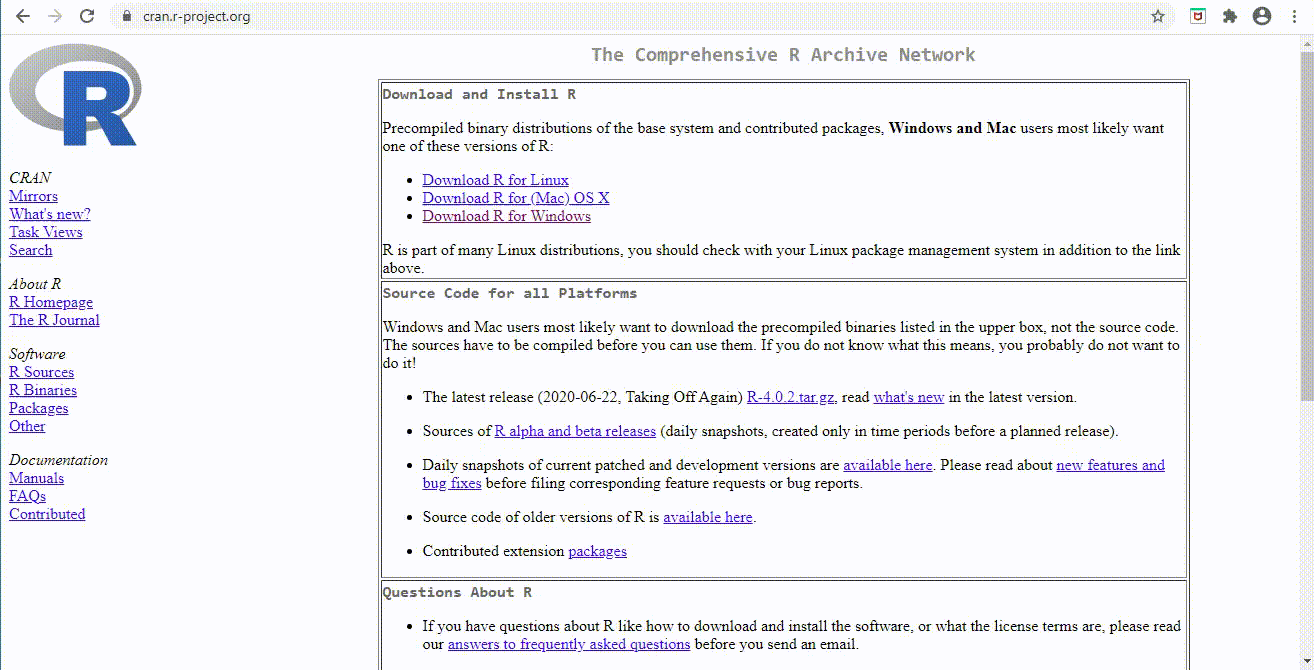 cran.r-project.org
R
CRAN
Mirrors
What's new?
Task Views
Search
About R
R Homepage
The R Journal
Software
R Sources
R Binaries
Packages
Other
Documentation
Manuals
FAQs
Contributed
The Comprehensive R Archive Network
Download and Install R
Precompiled binary distributions of the base system and contributed packages, Windows and Mac users most likely want
one of these versions of R:
• Download R for Linux
• Download R for (Mac) OS X
• Download R for Windows
R is part of many Linux distributions, you should check with your Linux package management system in addition to the link
above.
Source Code for all Platforms
Windows and Mac users most likely want to download the precompiled binaries listed in the upper box, not the source code.
The sources have to be compiled before you can use them. If you do not know what this means, you probably do not want to
do it!
• The latest release (2020-06-22, Taking Off Again) R-4.0.2.tar.gz, read what's new in the latest version.
• Sources of R alpha and beta releases (daily snapshots, created only in time periods before a planned release).
• Daily snapshots of current patched and development versions are available here. Please read about new features and
bug fixes before filing corresponding feature requests or bug reports.
• Source code of older versions of R is available here.
• Contributed extension packages
Questions About R
• If you have questions about R like how to download and install the software, or what the license terms are, please read
our answers to frequently asked questions before you send an email.